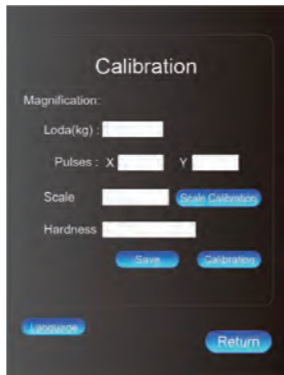 Calibration
Magnification:
Loda(kg) :
Pulses : X Y
Scale Scale Calibration
Hardness
Save Calibration
Language
Return